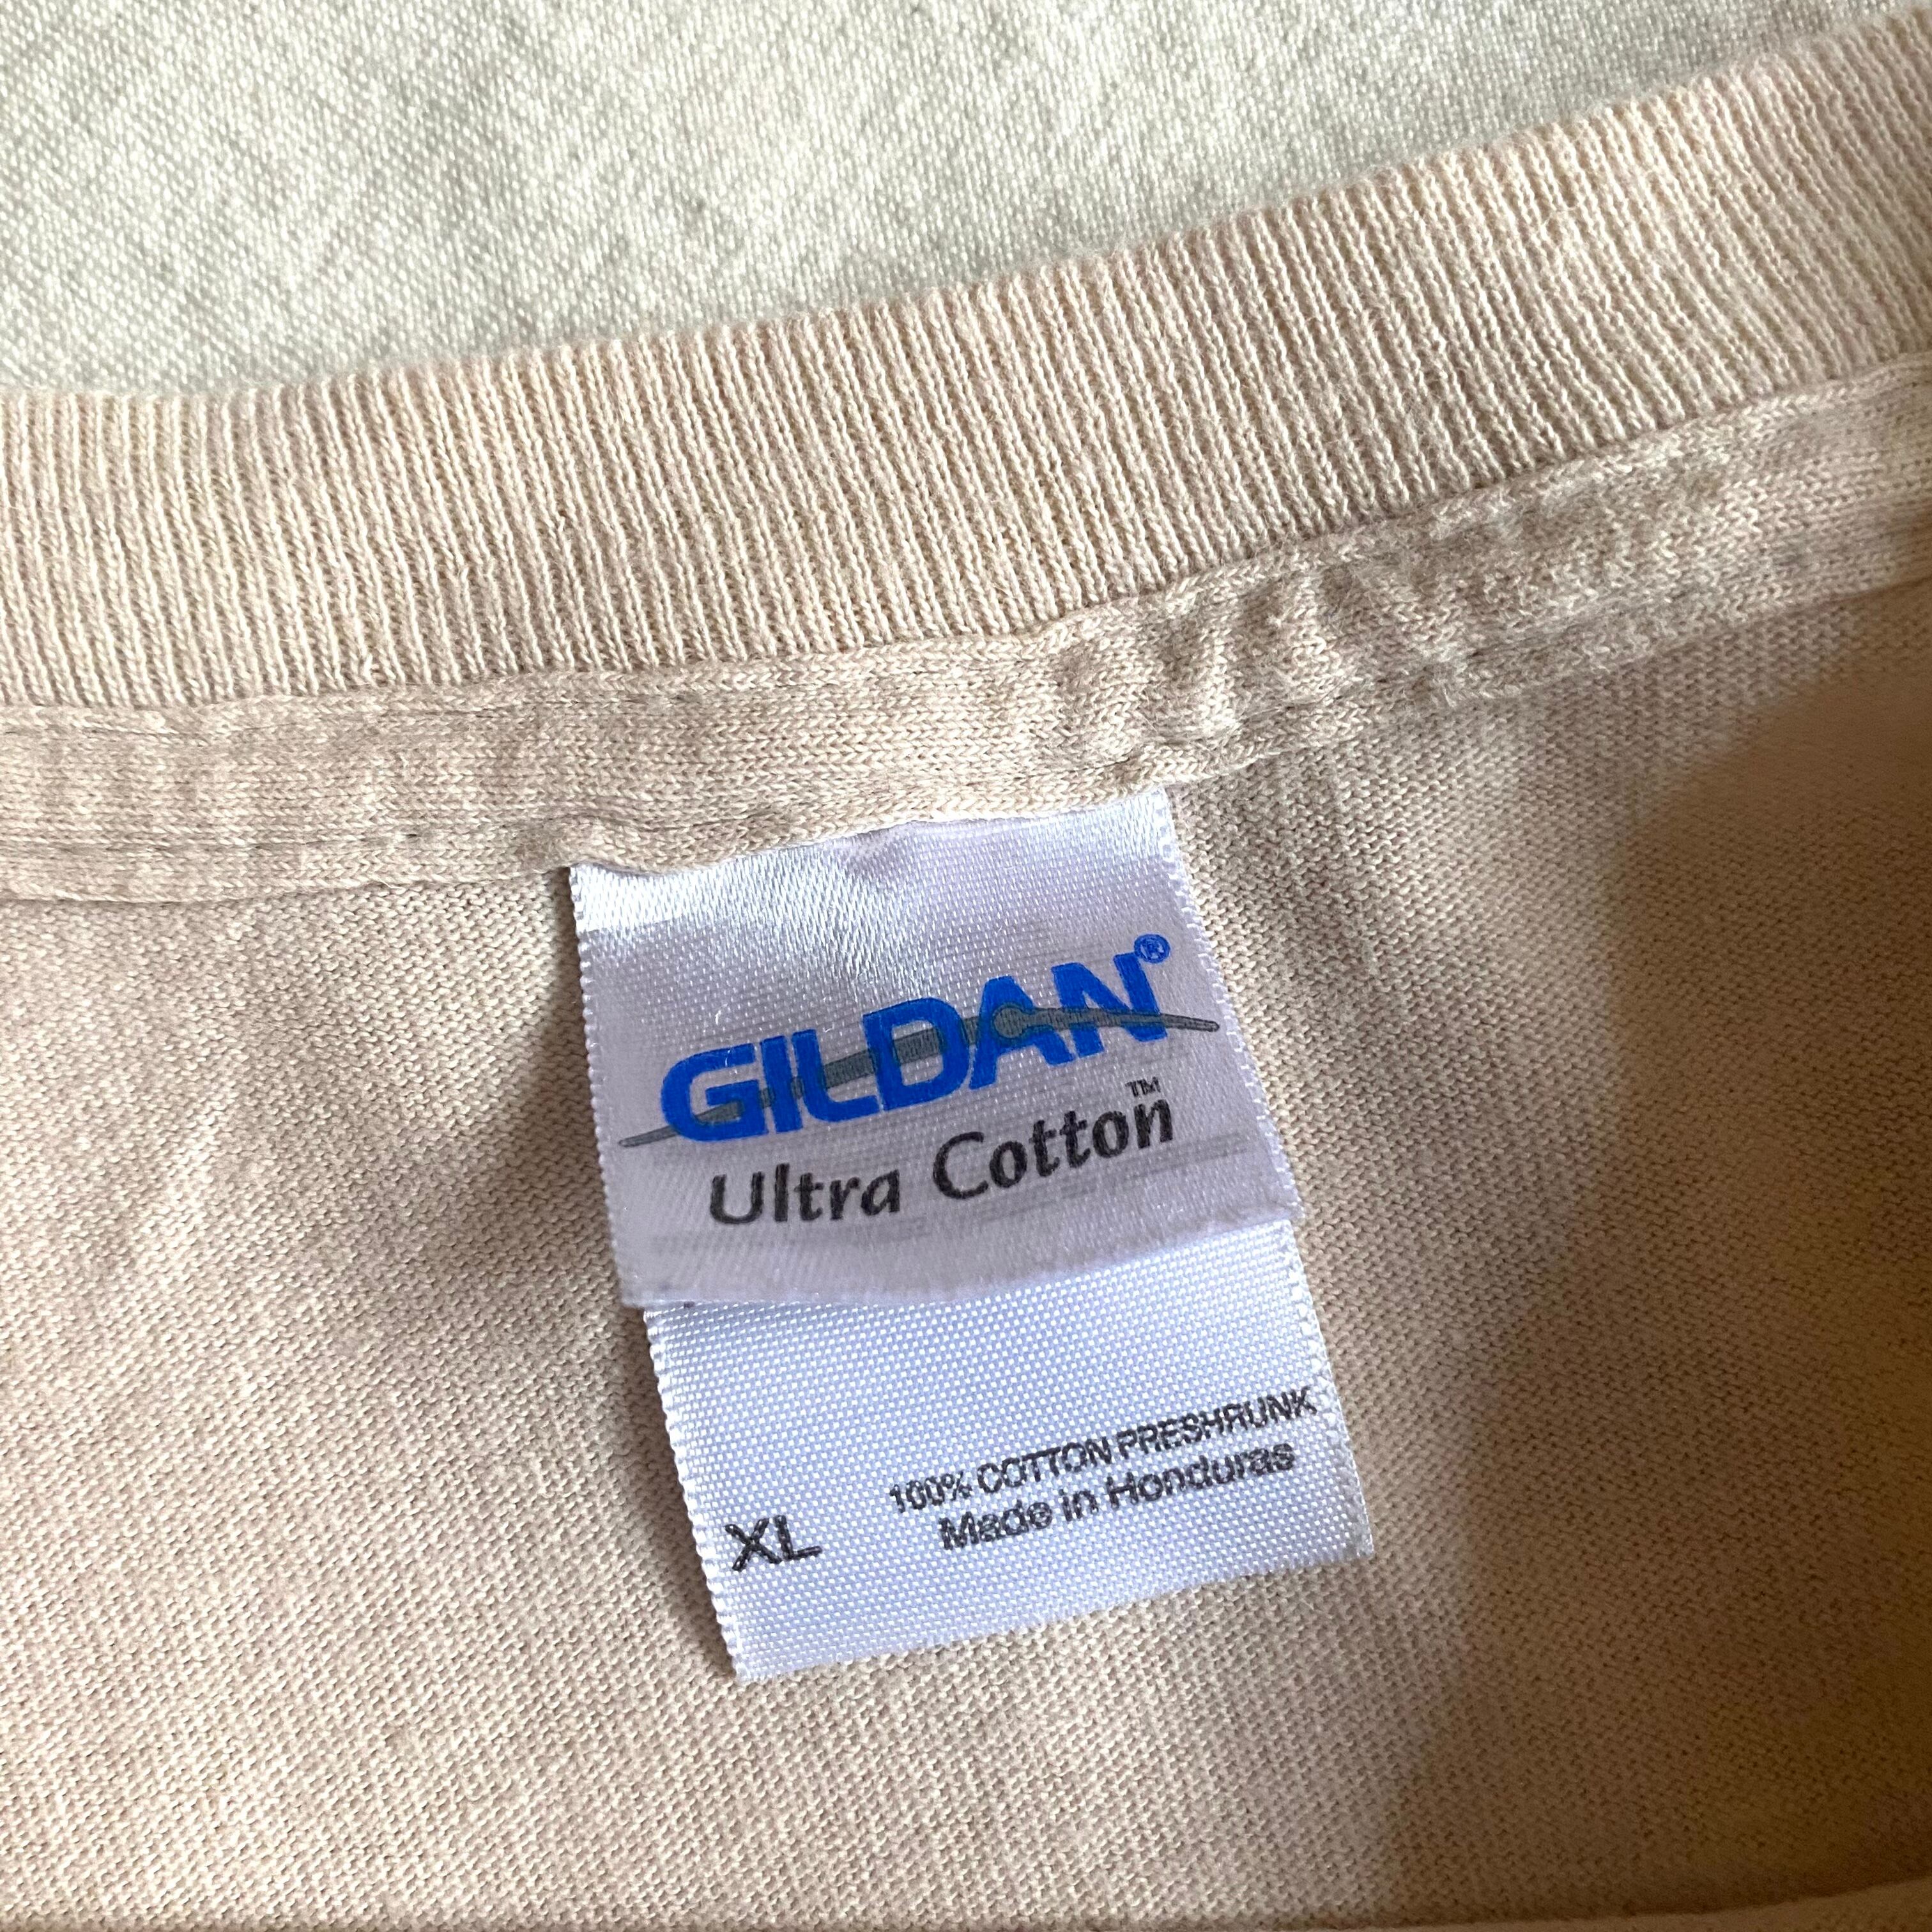 GILDAN®
Ultra Cotton™
100% COTTON PRESHRUNK
Made in Honduras
XL